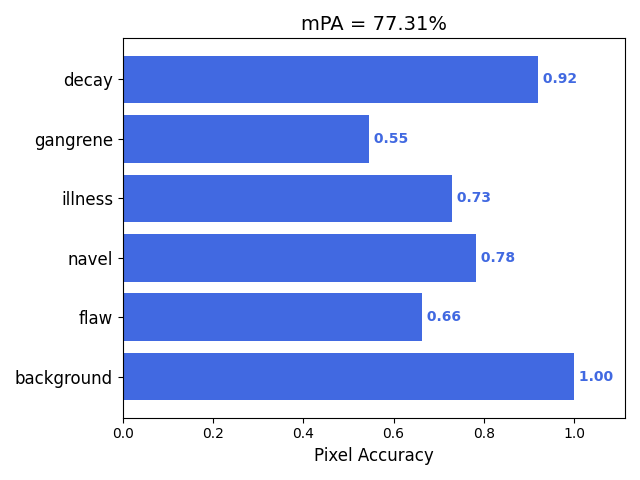 mPA = 77.31%
decay 0.92
gangrene 0.55
illness 0.73
navel 0.78
flaw 0.66
background 1.00
0.0 0.2 0.4 0.6 0.8 1.0
Pixel Accuracy